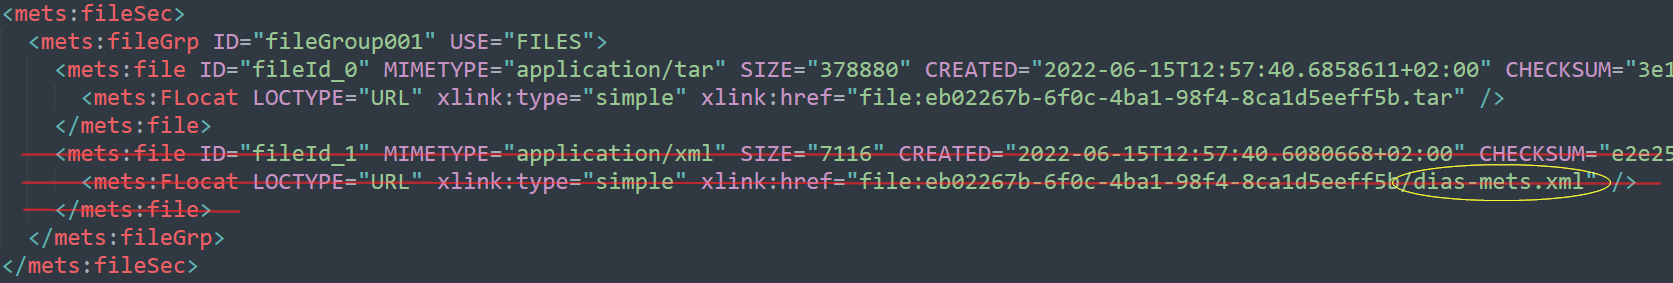 <mets:fileSec>
<mets:fileGrp ID="fileGroup001" USE="FILES">
<mets:file ID="fileId_0" MIMETYPE="application/tar" SIZE="378880" CREATED="2022-06-15T12:57:40.6858611+02:00" CHECKSUM="3e1
<mets:FLocat LOCTYPE="URL" xlink:type="simple" xlink:href="file:eb02267b-6f0c-4ba1-98f4-8ca1d5eeff5b.tar" />
</mets:file>
<mets:file ID="fileId_1" MIMETYPE="application/xml" SIZE="7116" CREATED="2022-06-15T12:57:40.6080668+02:00" CHECKSUM="e2e25
<mets:FLocat LOCTYPE="URL" xlink:type="simple" xlink:href="file:eb02267b-6f0c-4ba1-98f4-8ca1d5eeff5b/dias-mets.xml" />
</mets:file>
</mets:fileGrp>
</mets:fileSec>